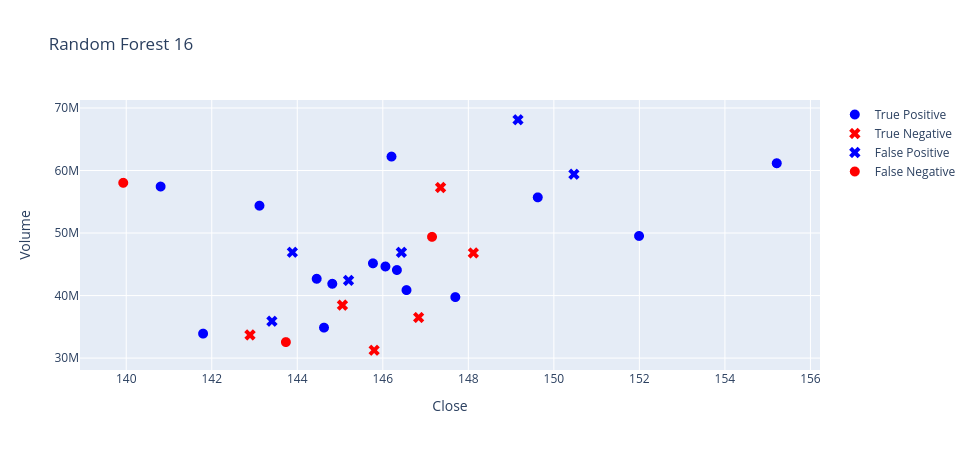 Random Forest 16
70M
60M
50M
40M
30M
Volume
140
142
144
146
148
150
152
154
156
Close
True Positive
True Negative
False Positive
False Negative